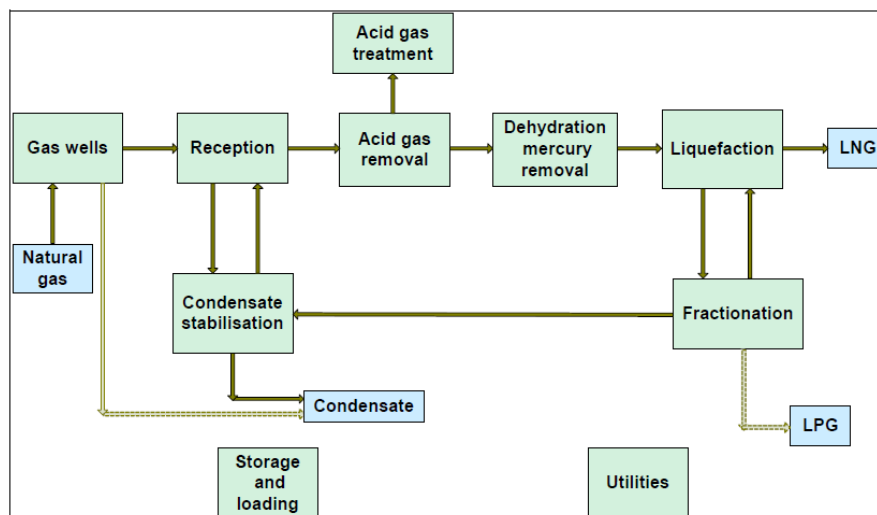 Acid gas
treatment
Gas wells
Reception
Acid gas
removal
Dehydration
mercury
removal
Liquefaction
LNG
Natural
gas
Condensate
stabilisation
Fractionation
Condensate
LPG
Storage
and
loading
Utilities